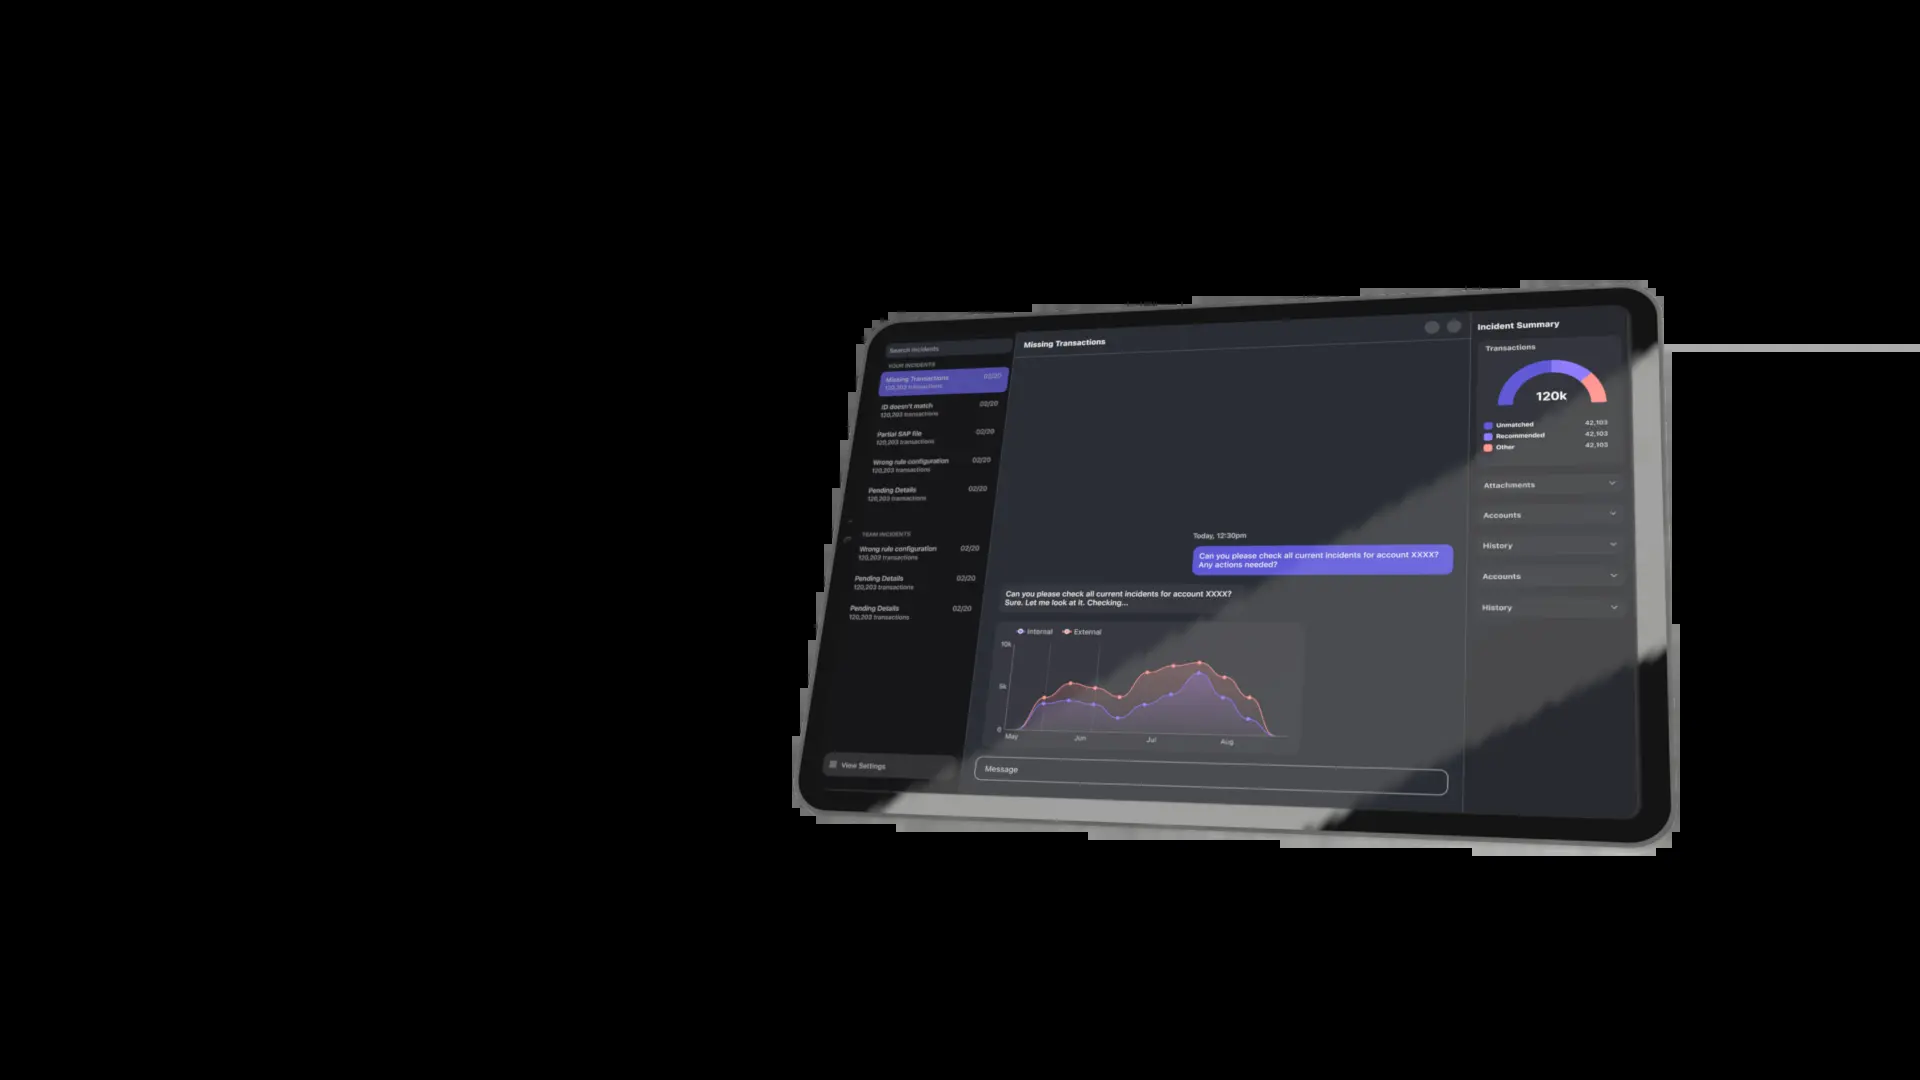 Search Incidents
YOUR INCIDENTS
Missing Transactions 02/20
120,203 transactions
ID doesn't match 02/20
120,203 transactions
Partial SAP file 02/20
120,203 transactions
Wrong rule configuration 02/20
120,203 transactions
Pending Details 02/20
120,203 transactions
TEAM INCIDENTS
Wrong rule configuration 02/20
120,203 transactions
Pending Details 02/20
120,203 transactions
Pending Details 02/20
120,203 transactions
View Settings
Missing Transactions
Today, 12:30pm
Can you please check all current incidents for account XXXX?
Any actions needed?
Can you please check all current incidents for account XXXX?
Sure. Let me look at it. Checking...
Internal External
10k
5k
0
May Jun Jul Aug
Message
Incident Summary
Transactions
120k
Unmatched 42,103
Recommended 42,103
Other 42,103
Attachments
Accounts
History
Accounts
History